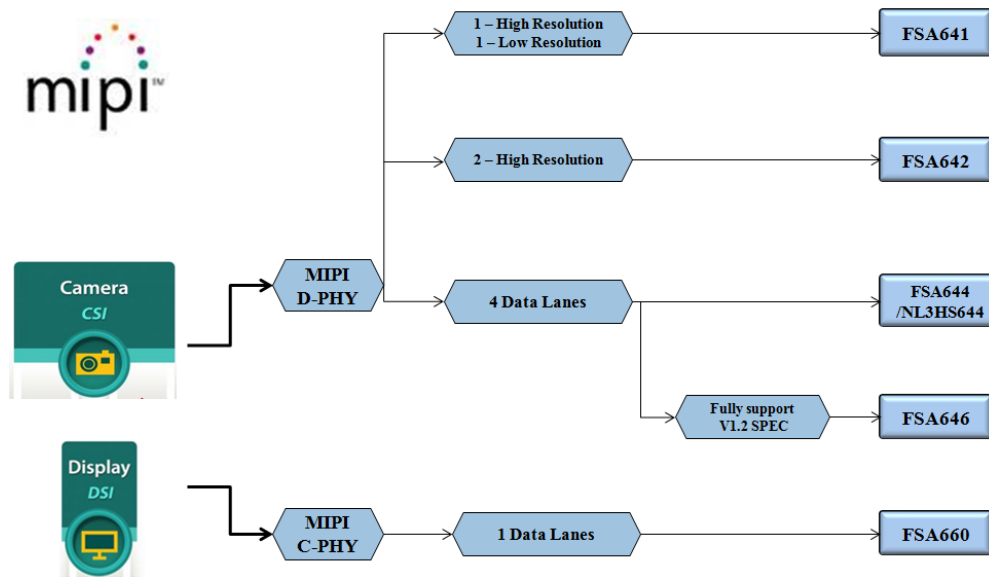 mipi™
1 – High Resolution
1 – Low Resolution
FSA641
2 – High Resolution
FSA642
Camera
CSI
MIPI
D-PHY
4 Data Lanes
FSA644
/NL3HS644
Fully support
V1.2 SPEC
FSA646
Display
DSI
MIPI
C-PHY
1 Data Lanes
FSA660